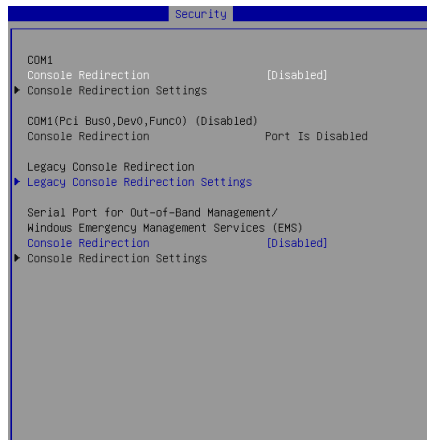 Security
COM1
Console Redirection [Disabled]
Console Redirection Settings
COM1(Pci Bus0,Dev0,Func0) (Disabled)
Console Redirection Port Is Disabled
Legacy Console Redirection
Legacy Console Redirection Settings
Serial Port for Out-of-Band Management/
Windows Emergency Management Services (EMS)
Console Redirection [Disabled]
Console Redirection Settings